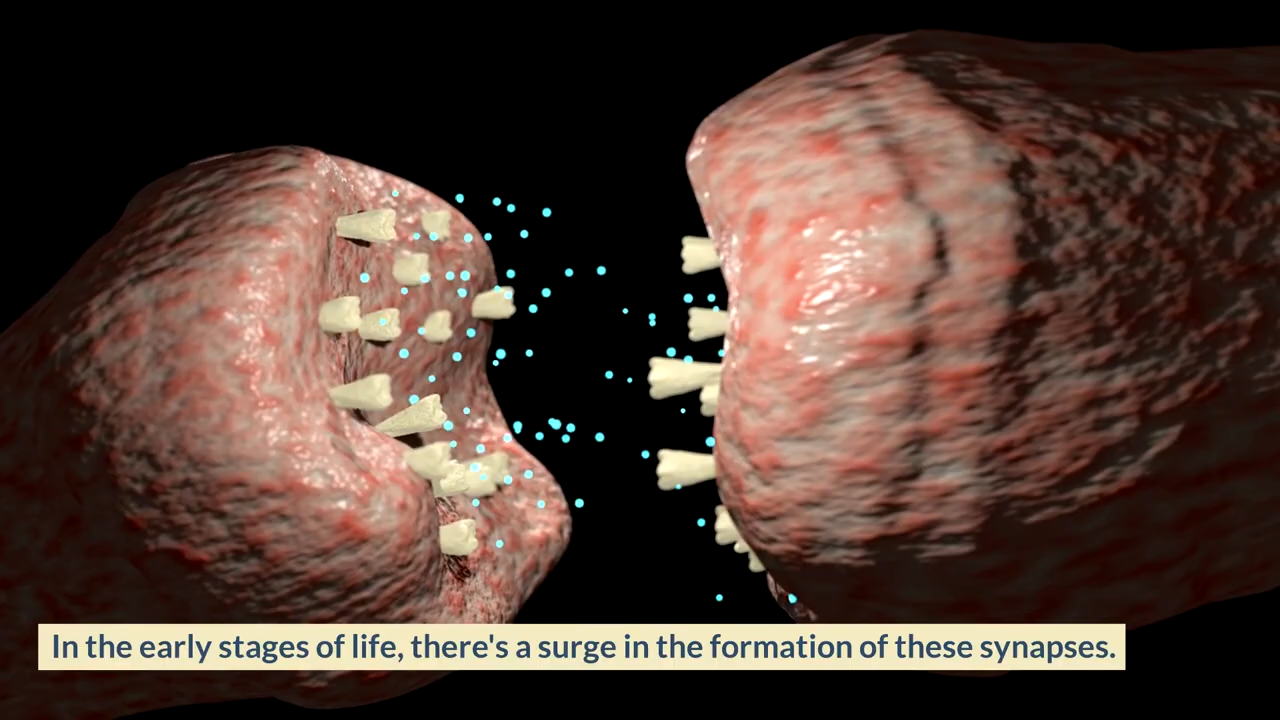 In the early stages of life, there's a surge in the formation of these synapses.